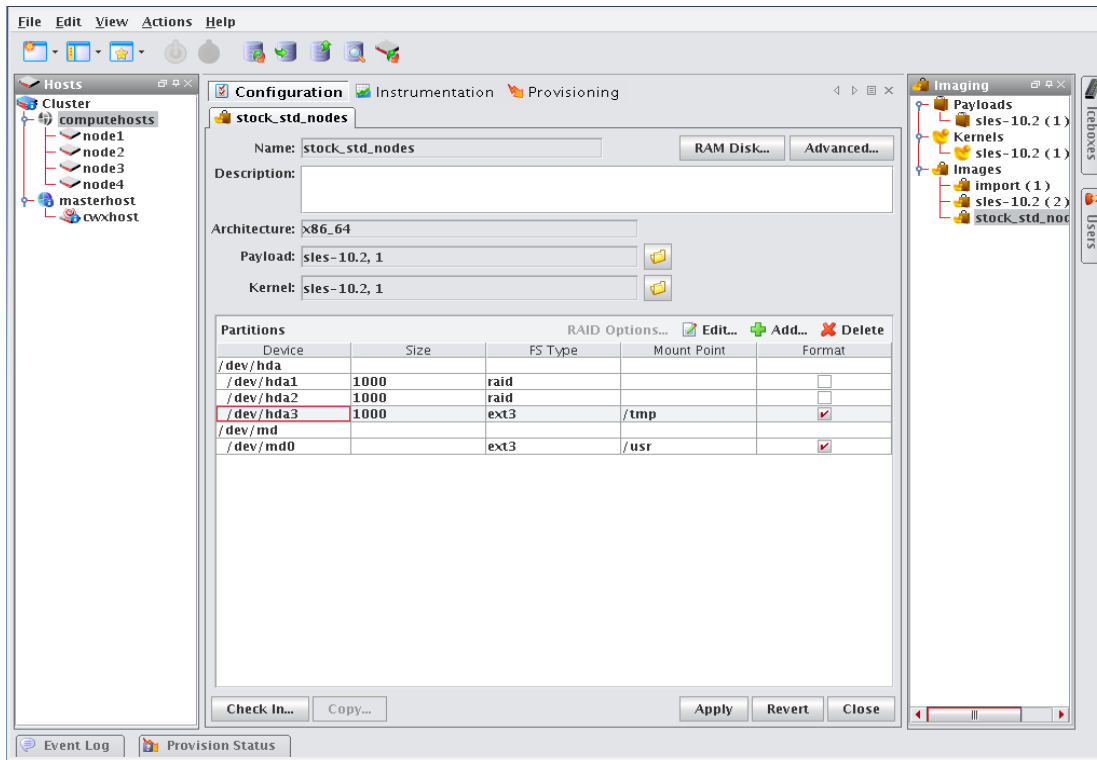 File Edit View Actions Help
Hosts
Cluster
computehosts
node1
node2
node3
node4
masterhost
cwxhost
Configuration Instrumentation Provisioning
stock_std_nodes
Name: stock_std_nodes RAM Disk... Advanced...
Description:
Architecture: x86_64
Payload: sles-10.2, 1
Kernel: sles-10.2, 1
Partitions RAID Options... Edit... Add... Delete
Device Size FS Type Mount Point Format
/dev/hda
/dev/hda1 1000 raid
/dev/hda2 1000 raid
/dev/hda3 1000 ext3 /tmp
/dev/md
/dev/md0 ext3 /usr
Check In... Copy... Apply Revert Close
Imaging
Payloads
sles-10.2 (1)
Kernels
sles-10.2 (1)
Images
import (1)
sles-10.2 (2)
stock_std_noc
Iceboxes
Users
Event Log Provision Status